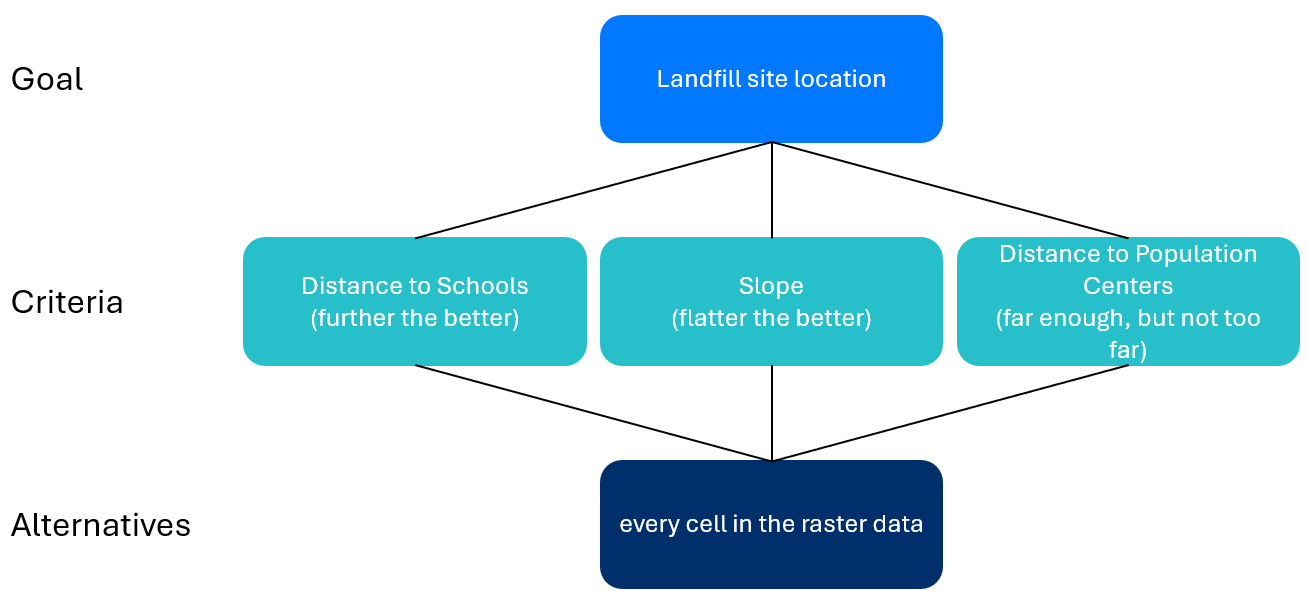 Goal
Landfill site location
Criteria
Distance to Schools
(further the better)
Slope
(flatter the better)
Distance to Population
Centers
(far enough, but not too
far)
Alternatives
every cell in the raster data